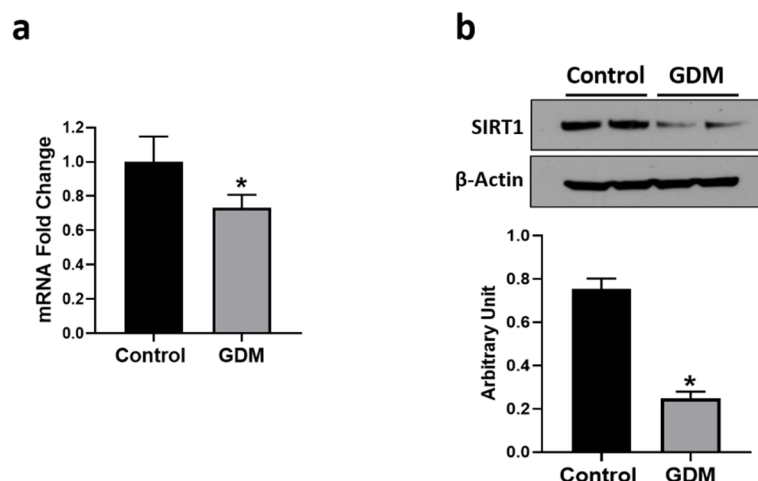 a
mRNA Fold Change
1.2
1.0
0.8
0.6
0.4
0.2
0.0
*
Control GDM
b
Control GDM
SIRT1
β-Actin
Arbitrary Unit
1.0
0.8
0.6
0.4
0.2
0.0
*
Control GDM